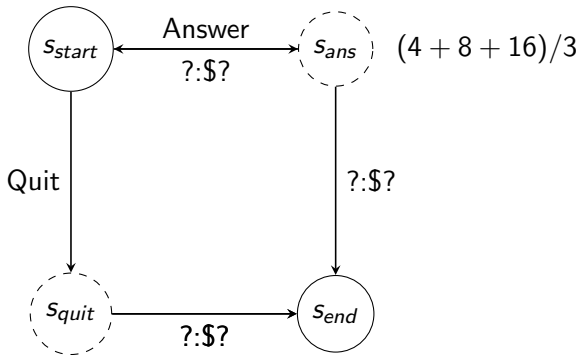 Answer
s_start
s_ans
(4 + 8 + 16)/3
?:$?
Quit
?:$?
s_quit
s_end
?:$?